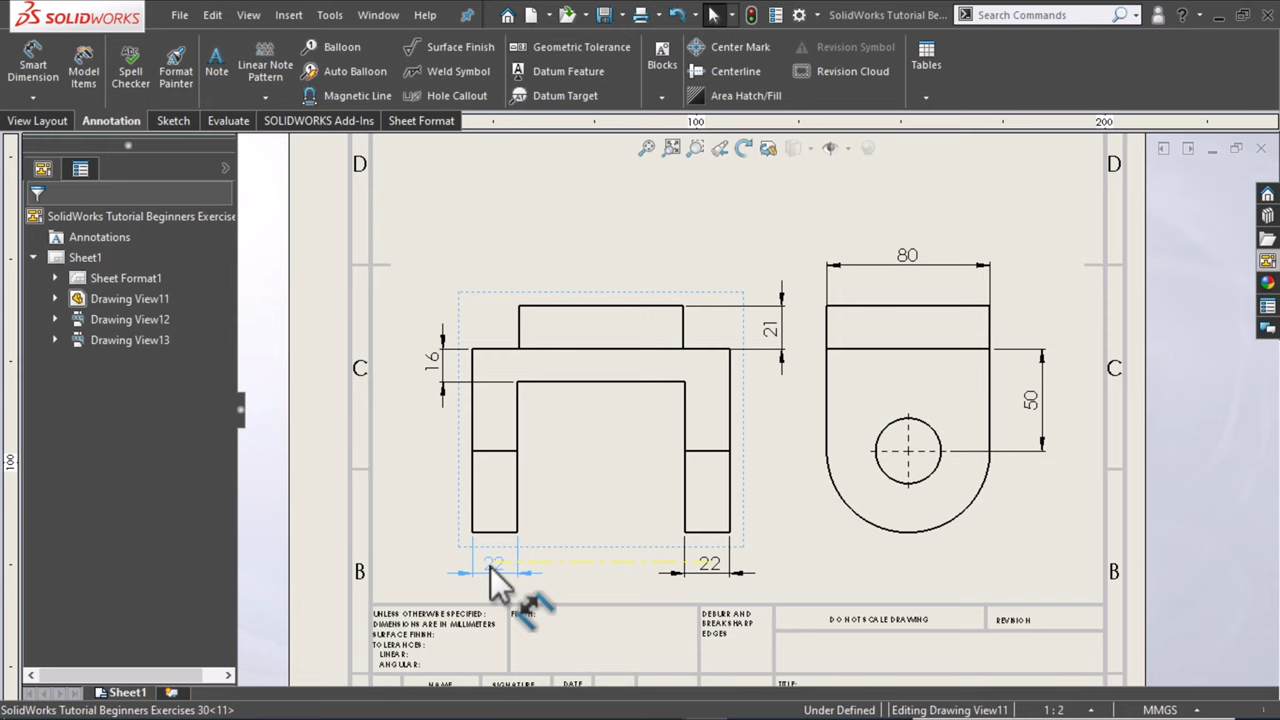 SOLIDWORKS File Edit View Insert Tools Window Help SolidWorks Tutorial Be... Search Commands ?
Smart Dimension
Model Items
Spell Checker
Format Painter
Note
Linear Note Pattern
Balloon
Auto Balloon
Magnetic Line
Surface Finish
Weld Symbol
Hole Callout
Geometric Tolerance
Datum Feature
Datum Target
Blocks
Center Mark
Centerline
Area Hatch/Fill
Revision Symbol
Revision Cloud
Tables
View Layout Annotation Sketch Evaluate SOLIDWORKS Add-Ins Sheet Format
100 200
SolidWorks Tutorial Beginners Exercise
Annotations
Sheet1
Sheet Format1
Drawing View11
Drawing View12
Drawing View13
D D
80
21
16
C C
50
22 22
B B
100
UNLESS OTHERWISE SPECIFIED:
DIMENSIONS ARE IN MILLIMETERS
SURFACE FINISH:
TOLERANCES:
LINEAR:
ANGULAR:
DEBURR AND
BREAK SHARP
EDGES
DO NOT SCALE DRAWING
REVISION
NAME SIGNATURE DATE TITLE:
Sheet1
SolidWorks Tutorial Beginners Exercises 30<11> Under Defined Editing Drawing View11 1 : 2 MMGS